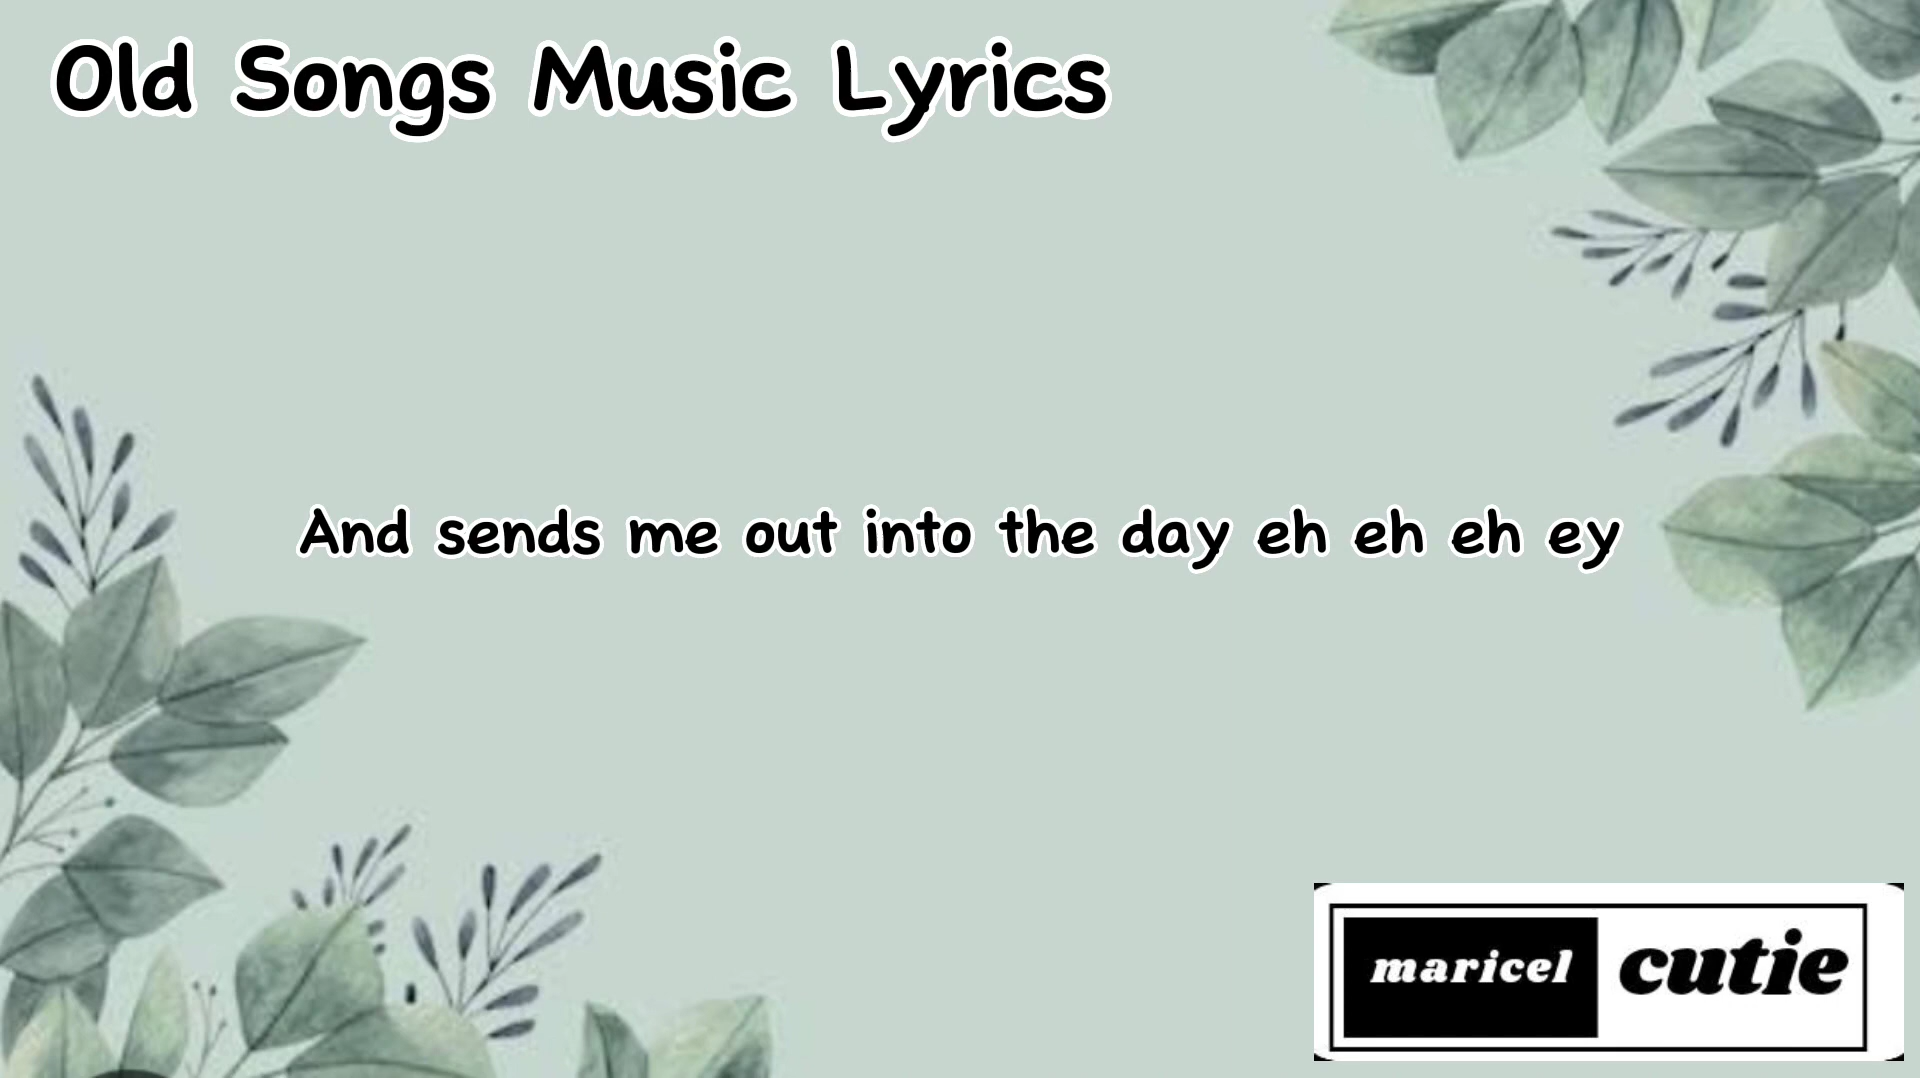 Old Songs Music Lyrics
And sends me out into the day eh eh eh ey
maricel cutie